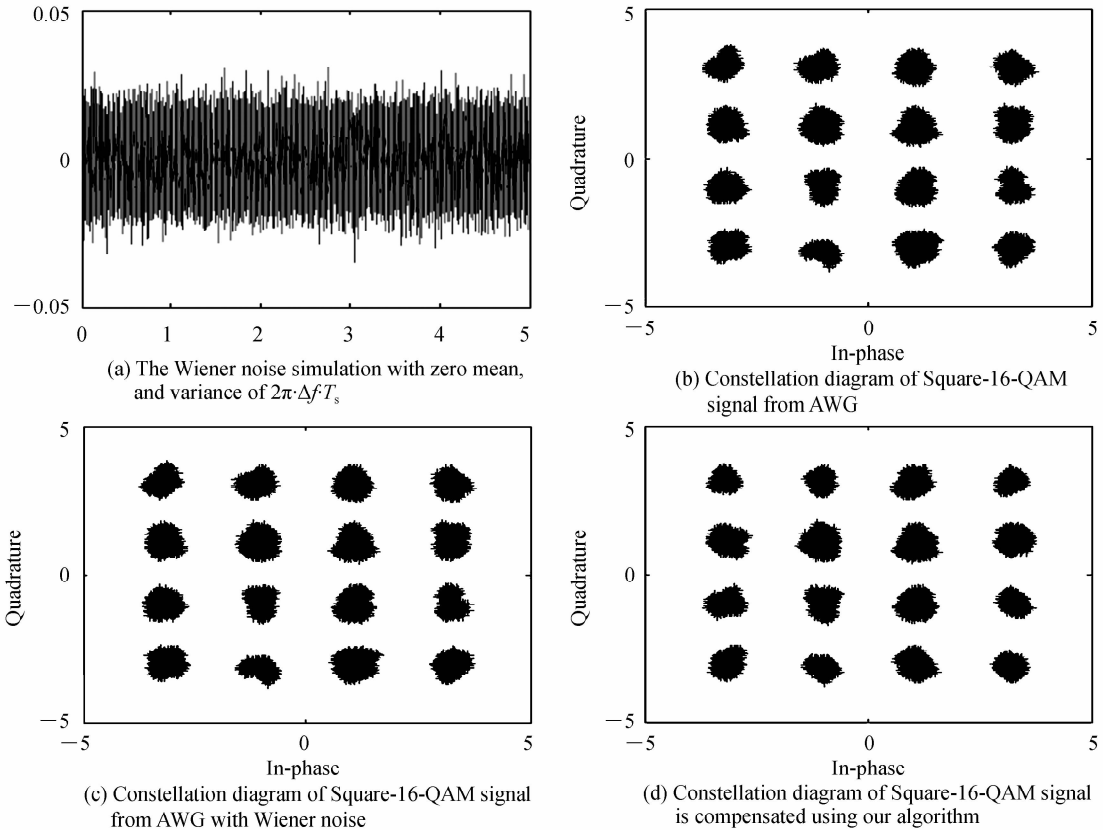 0.05
0
−0.05
0 1 2 3 4 5
(a) The Wiener noise simulation with zero mean,
and variance of 2π·Δf·Ts
5
0
−5
Quadrature
−5 0 5
In-phase
(b) Constellation diagram of Square-16-QAM
signal from AWG
5
0
−5
Quadrature
−5 0 5
In-phase
(c) Constellation diagram of Square-16-QAM signal
from AWG with Wiener noise
5
0
−5
Quadrature
−5 0 5
In-phase
(d) Constellation diagram of Square-16-QAM signal
is compensated using our algorithm